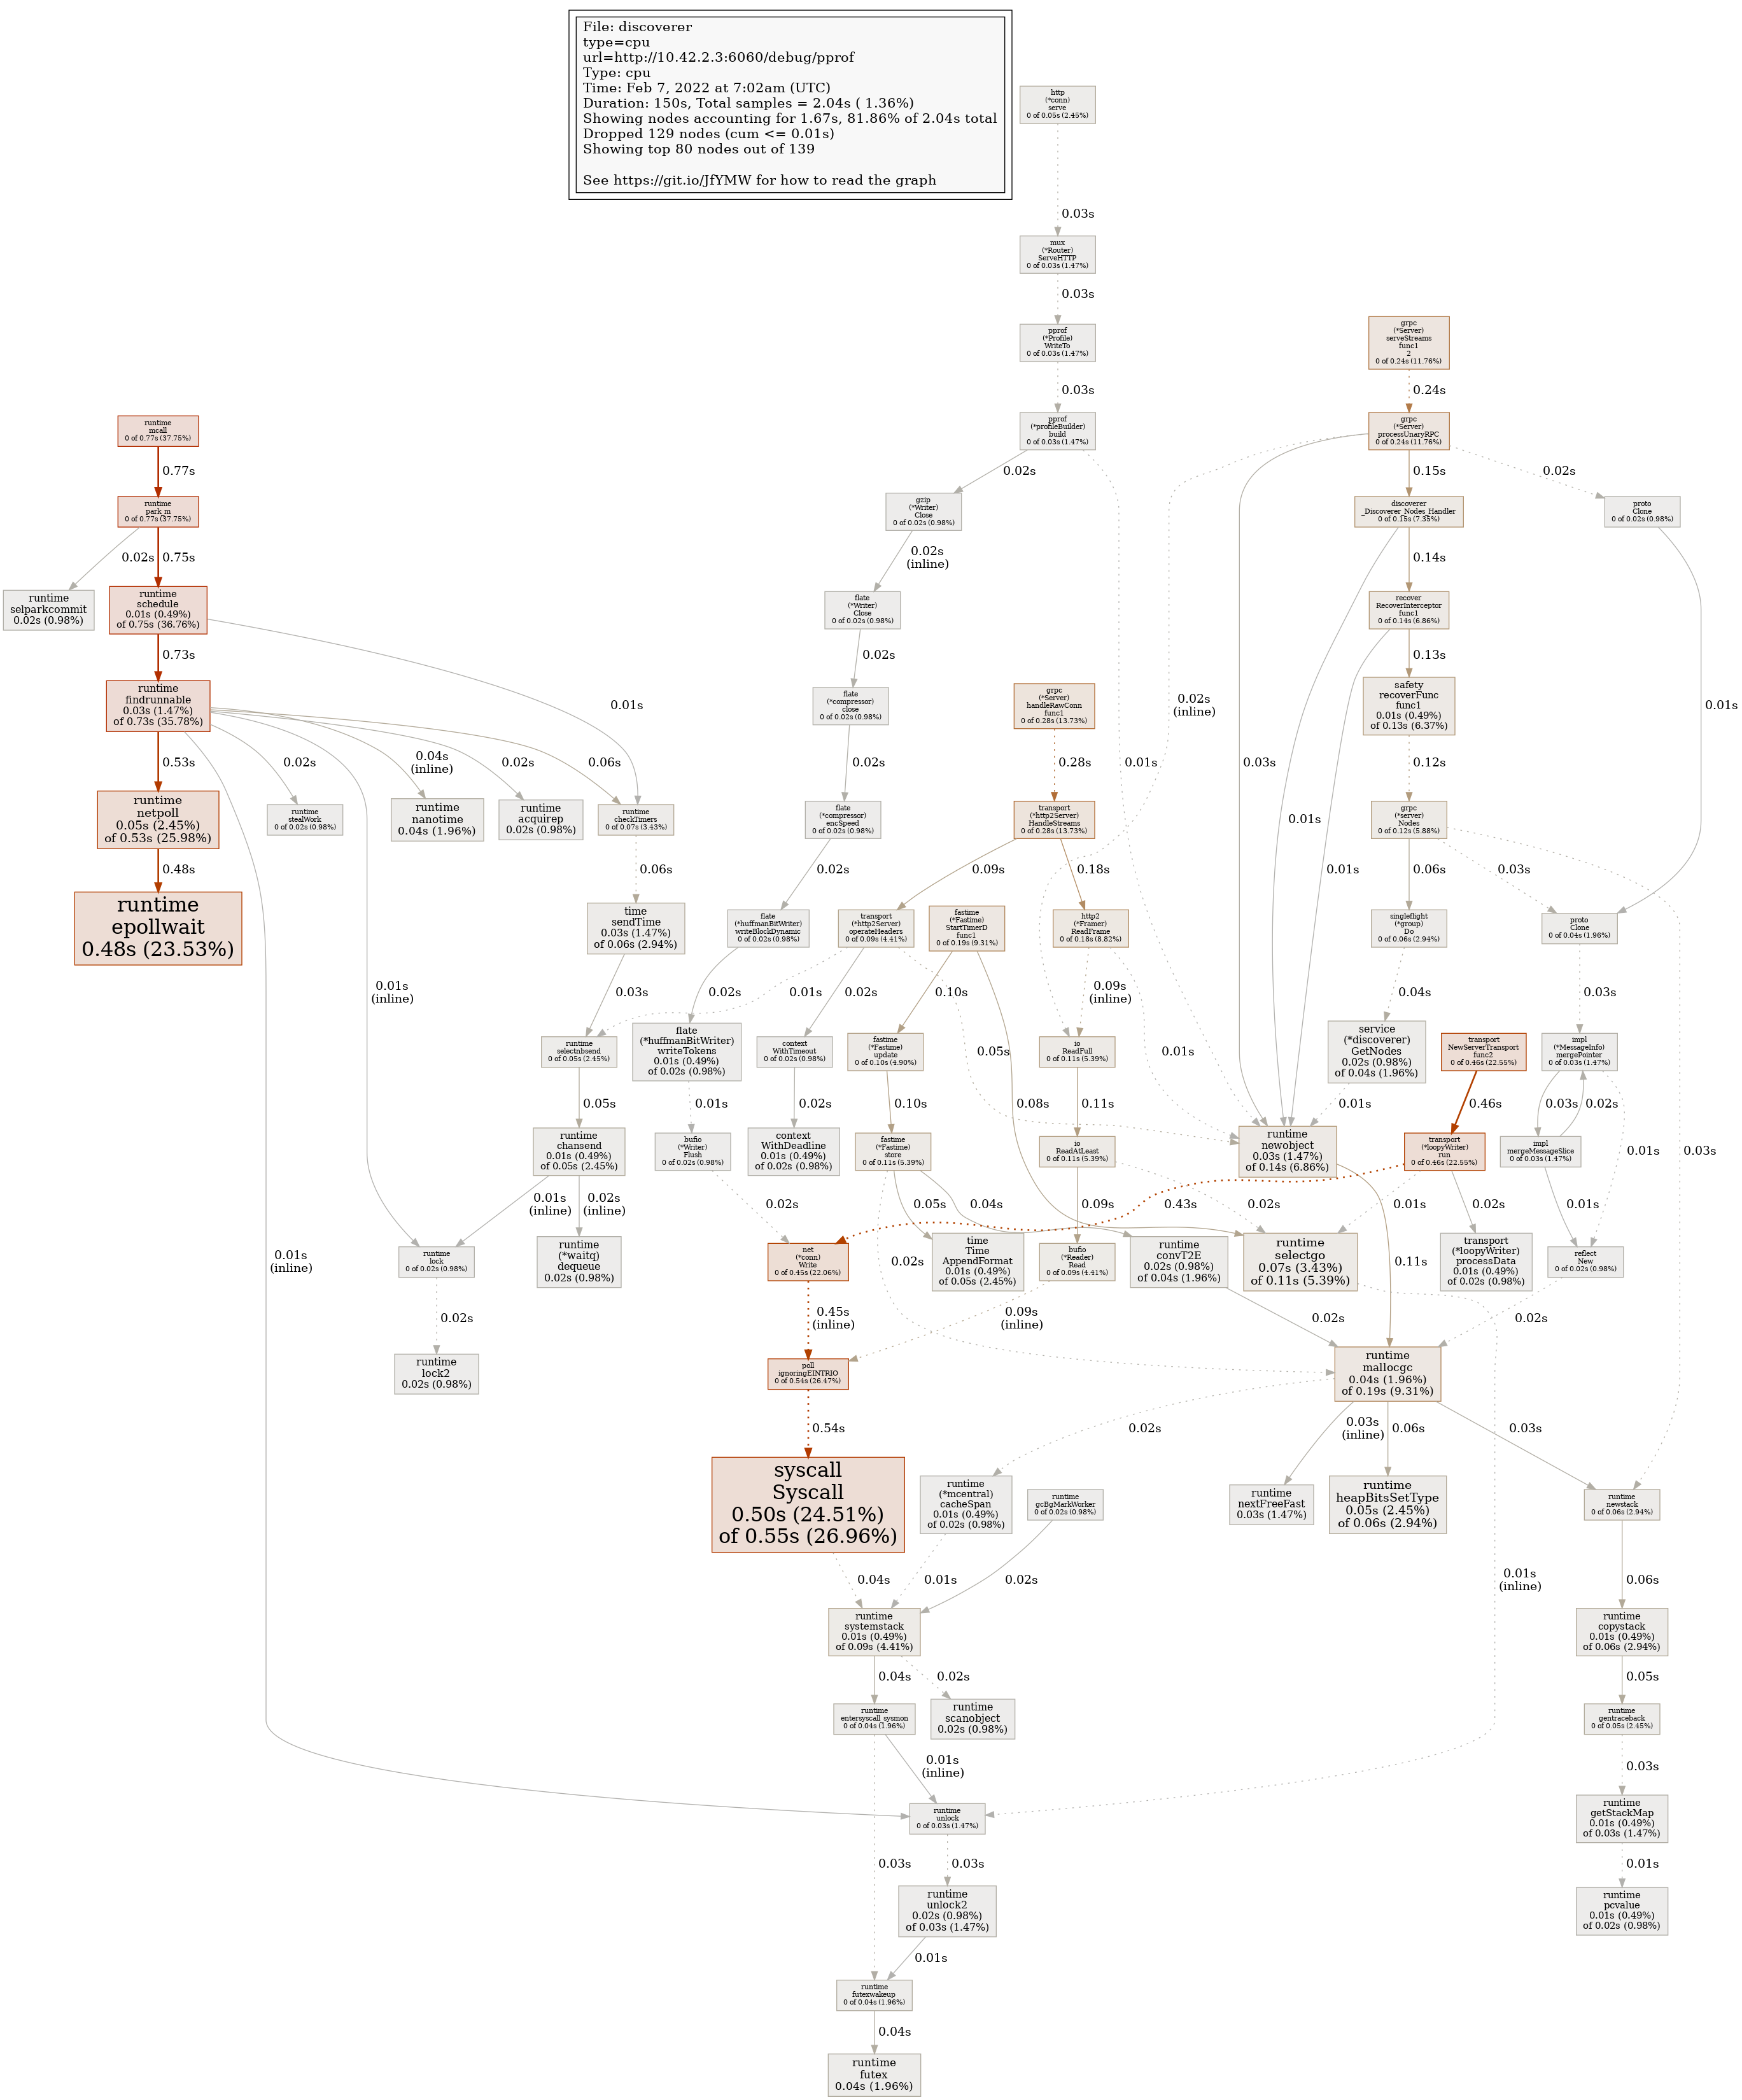 File: discoverer
type=cpu
url=http://10.42.2.3:6060/debug/pprof
Type: cpu
Time: Feb 7, 2022 at 7:02am (UTC)
Duration: 150s, Total samples = 2.04s ( 1.36%)
Showing nodes accounting for 1.67s, 81.86% of 2.04s total
Dropped 129 nodes (cum <= 0.01s)
Showing top 80 nodes out of 139
See https://git.io/JfYMW for how to read the graph
http
(*conn)
serve
0 of 0.05s (2.45%)
0.03s
mux
(*Router)
ServeHTTP
0 of 0.03s (1.47%)
0.03s
pprof
(*Profile)
WriteTo
0 of 0.03s (1.47%)
0.03s
pprof
(*profileBuilder)
build
0 of 0.03s (1.47%)
grpc
(*Server)
serveStreams
func1
2
0 of 0.24s (11.76%)
0.24s
grpc
(*Server)
processUnaryRPC
0 of 0.24s (11.76%)
runtime
mcall
0 of 0.77s (37.75%)
0.77s
runtime
park_m
0 of 0.77s (37.75%)
0.02s
0.75s
runtime
selparkcommit
0.02s (0.98%)
runtime
schedule
0.01s (0.49%)
of 0.75s (36.76%)
0.73s
0.01s
runtime
findrunnable
0.03s (1.47%)
of 0.73s (35.78%)
0.53s
0.02s
0.04s
(inline)
0.02s
0.06s
runtime
netpoll
0.05s (2.45%)
of 0.53s (25.98%)
0.48s
runtime
epollwait
0.48s (23.53%)
runtime
stealWork
0 of 0.02s (0.98%)
runtime
nanotime
0.04s (1.96%)
runtime
acquirep
0.02s (0.98%)
runtime
checkTimers
0 of 0.07s (3.43%)
0.06s
time
sendTime
0.03s (1.47%)
of 0.06s (2.94%)
0.03s
0.01s
(inline)
0.01s
(inline)
0.02s
0.01s
gzip
(*Writer)
Close
0 of 0.02s (0.98%)
0.02s
(inline)
flate
(*Writer)
Close
0 of 0.02s (0.98%)
0.02s
flate
(*compressor)
close
0 of 0.02s (0.98%)
0.02s
flate
(*compressor)
encSpeed
0 of 0.02s (0.98%)
0.02s
flate
(*huffmanBitWriter)
writeBlockDynamic
0 of 0.02s (0.98%)
0.02s
flate
(*huffmanBitWriter)
writeTokens
0.01s (0.49%)
of 0.02s (0.98%)
0.01s
bufio
(*Writer)
Flush
0 of 0.02s (0.98%)
0.02s
grpc
(*Server)
handleRawConn
func1
0 of 0.28s (13.73%)
0.28s
transport
(*http2Server)
HandleStreams
0 of 0.28s (13.73%)
0.09s
0.18s
transport
(*http2Server)
operateHeaders
0 of 0.09s (4.41%)
0.01s
0.02s
0.05s
fastime
(*Fastime)
StartTimerD
func1
0 of 0.19s (9.31%)
0.10s
0.08s
http2
(*Framer)
ReadFrame
0 of 0.18s (8.82%)
0.09s
(inline)
0.01s
0.02s
(inline)
0.03s
0.15s
0.02s
discoverer
_Discoverer_Nodes_Handler
0 of 0.15s (7.35%)
0.01s
0.14s
recover
RecoverInterceptor
func1
0 of 0.14s (6.86%)
0.01s
0.13s
safety
recoverFunc
func1
0.01s (0.49%)
of 0.13s (6.37%)
0.12s
grpc
(*server)
Nodes
0 of 0.12s (5.88%)
0.06s
0.03s
0.03s
proto
Clone
0 of 0.02s (0.98%)
0.01s
singleflight
(*group)
Do
0 of 0.06s (2.94%)
0.04s
proto
Clone
0 of 0.04s (1.96%)
0.03s
runtime
selectnbsend
0 of 0.05s (2.45%)
0.05s
context
WithTimeout
0 of 0.02s (0.98%)
0.02s
context
WithDeadline
0.01s (0.49%)
of 0.02s (0.98%)
fastime
(*Fastime)
update
0 of 0.10s (4.90%)
0.10s
fastime
(*Fastime)
store
0 of 0.11s (5.39%)
0.02s
0.05s
0.04s
io
ReadFull
0 of 0.11s (5.39%)
0.11s
io
ReadAtLeast
0 of 0.11s (5.39%)
0.09s
0.02s
service
(*discoverer)
GetNodes
0.02s (0.98%)
of 0.04s (1.96%)
0.01s
transport
NewServerTransport
func2
0 of 0.46s (22.55%)
0.46s
transport
(*loopyWriter)
run
0 of 0.46s (22.55%)
0.43s
0.01s
0.02s
impl
(*MessageInfo)
mergePointer
0 of 0.03s (1.47%)
0.03s
0.02s
0.01s
impl
mergeMessageSlice
0 of 0.03s (1.47%)
0.01s
runtime
chansend
0.01s (0.49%)
of 0.05s (2.45%)
0.01s
(inline)
0.02s
(inline)
runtime
lock
0 of 0.02s (0.98%)
0.02s
runtime
lock2
0.02s (0.98%)
runtime
(*waitq)
dequeue
0.02s (0.98%)
runtime
newobject
0.03s (1.47%)
of 0.14s (6.86%)
0.11s
net
(*conn)
Write
0 of 0.45s (22.06%)
0.45s
(inline)
time
Time
AppendFormat
0.01s (0.49%)
of 0.05s (2.45%)
bufio
(*Reader)
Read
0 of 0.09s (4.41%)
0.09s
(inline)
runtime
convT2E
0.02s (0.98%)
of 0.04s (1.96%)
0.02s
runtime
selectgo
0.07s (3.43%)
of 0.11s (5.39%)
0.01s
(inline)
transport
(*loopyWriter)
processData
0.01s (0.49%)
of 0.02s (0.98%)
reflect
New
0 of 0.02s (0.98%)
0.02s
poll
ignoringEINTRIO
0 of 0.54s (26.47%)
0.54s
syscall
Syscall
0.50s (24.51%)
of 0.55s (26.96%)
0.04s
runtime
mallocgc
0.04s (1.96%)
of 0.19s (9.31%)
0.02s
0.03s
(inline)
0.06s
0.03s
runtime
(*mcentral)
cacheSpan
0.01s (0.49%)
of 0.02s (0.98%)
0.01s
runtime
gcBgMarkWorker
0 of 0.02s (0.98%)
0.02s
runtime
nextFreeFast
0.03s (1.47%)
runtime
heapBitsSetType
0.05s (2.45%)
of 0.06s (2.94%)
runtime
newstack
0 of 0.06s (2.94%)
0.06s
runtime
systemstack
0.01s (0.49%)
of 0.09s (4.41%)
0.04s
0.02s
runtime
copystack
0.01s (0.49%)
of 0.06s (2.94%)
0.05s
runtime
entersyscall_sysmon
0 of 0.04s (1.96%)
0.01s
(inline)
0.03s
runtime
scanobject
0.02s (0.98%)
runtime
gentraceback
0 of 0.05s (2.45%)
0.03s
runtime
unlock
0 of 0.03s (1.47%)
0.03s
runtime
getStackMap
0.01s (0.49%)
of 0.03s (1.47%)
0.01s
runtime
unlock2
0.02s (0.98%)
of 0.03s (1.47%)
0.01s
runtime
pcvalue
0.01s (0.49%)
of 0.02s (0.98%)
runtime
futexwakeup
0 of 0.04s (1.96%)
0.04s
runtime
futex
0.04s (1.96%)